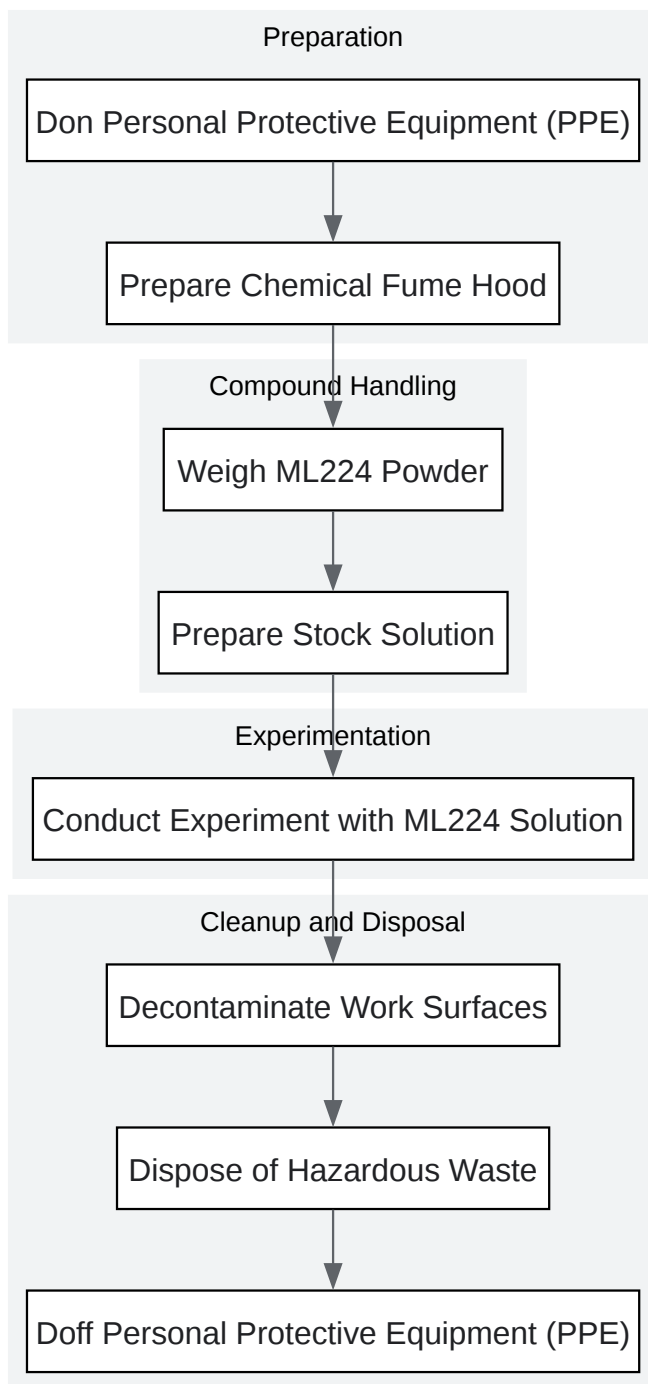 Preparation
Don Personal Protective Equipment (PPE)
Prepare Chemical Fume Hood
Compound Handling
Weigh ML224 Powder
Prepare Stock Solution
Experimentation
Conduct Experiment with ML224 Solution
Cleanup and Disposal
Decontaminate Work Surfaces
Dispose of Hazardous Waste
Doff Personal Protective Equipment (PPE)